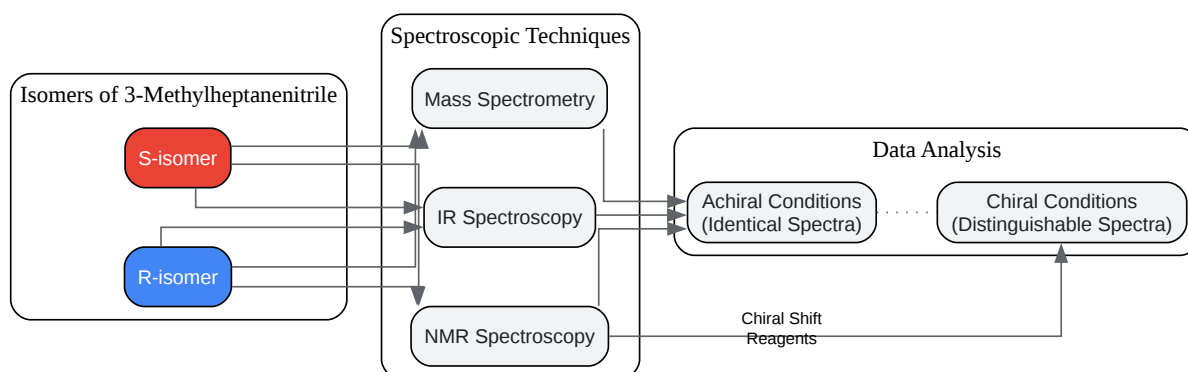 Isomers of 3-Methylheptanenitrile
S-isomer
R-isomer
Spectroscopic Techniques
Mass Spectrometry
IR Spectroscopy
NMR Spectroscopy
Chiral Shift
Reagents
Data Analysis
Achiral Conditions
(Identical Spectra)
Chiral Conditions
(Distinguishable Spectra)